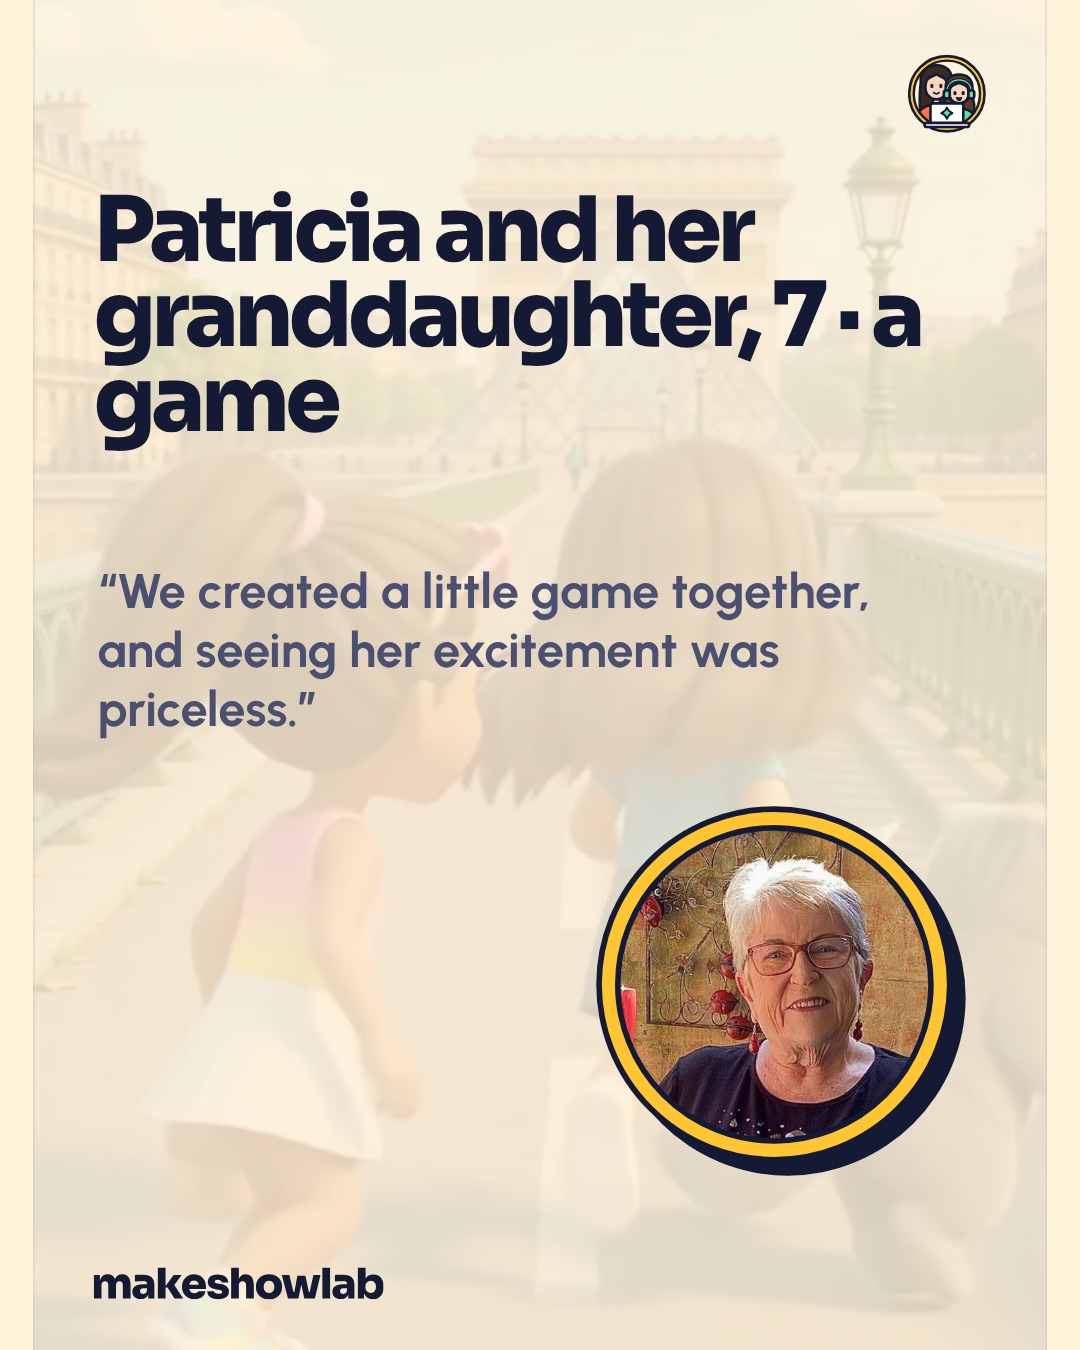 Patricia and her
granddaughter, 7 · a
game
“We created a little game together,
and seeing her excitement was
priceless.”
makeshowlab